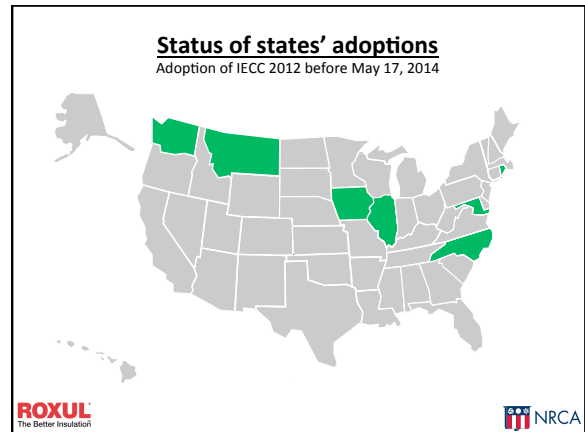 Status of states’ adoptions
Adoption of IECC 2012 before May 17, 2014
ROXUL®
The Better Insulation®
NRCA